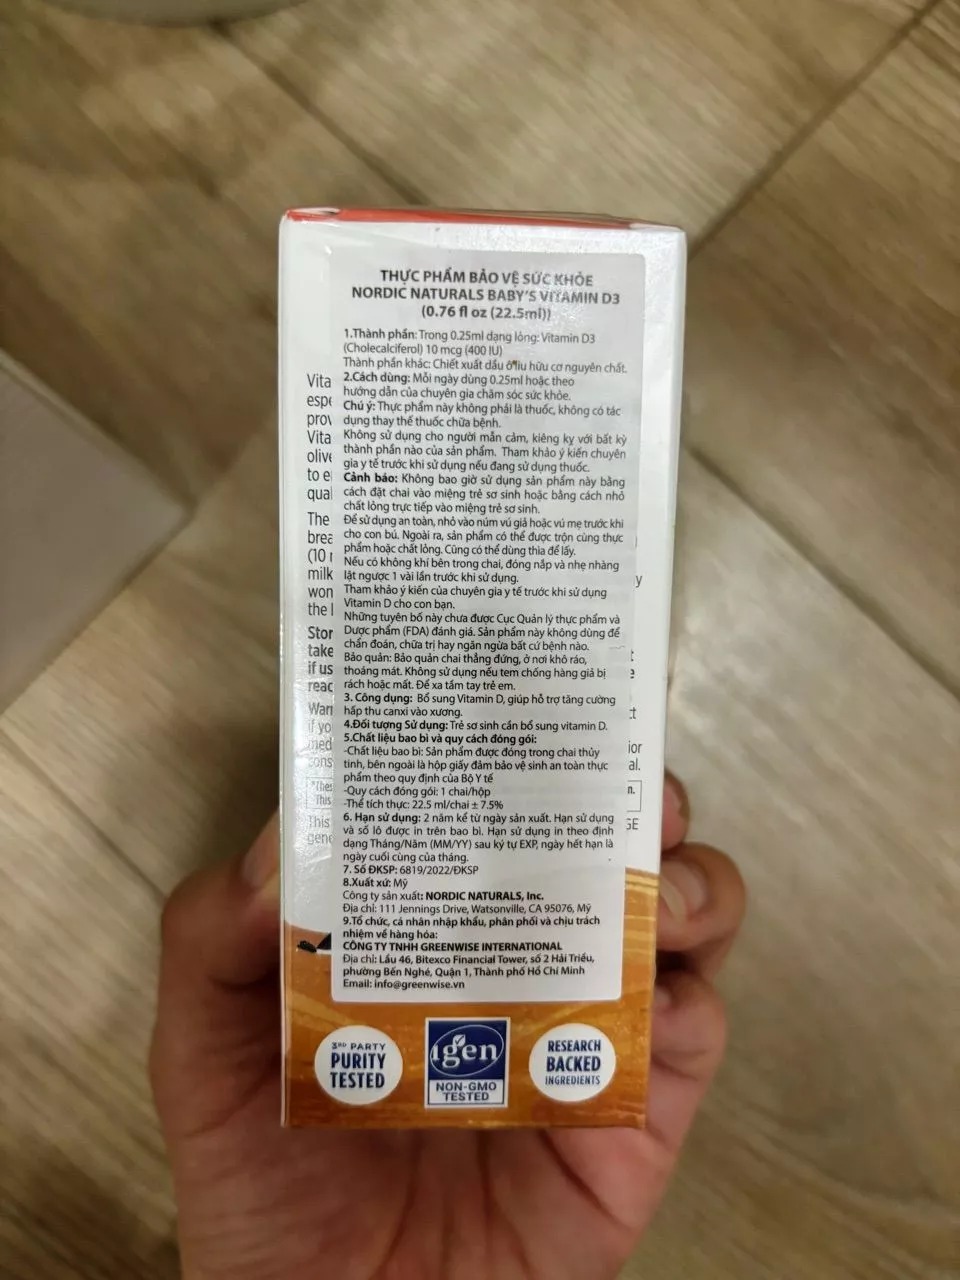 THỰC PHẨM BẢO VỆ SỨC KHỎE
NORDIC NATURALS BABY'S VITAMIN D3
(0.76 fl oz (22.5ml))
1.Thành phần: Trong 0.25ml dạng lỏng: Vitamin D3
(Cholecalciferol) 10 mcg (400 IU)
Thành phần khác: Chiết xuất dầu ô liu hữu cơ nguyên chất.
2.Cách dùng: Mỗi ngày dùng 0.25ml hoặc theo
hướng dẫn của chuyên gia chăm sóc sức khỏe.
Chú ý: Thực phẩm này không phải là thuốc, không có tác
dụng thay thế thuốc chữa bệnh.
Không sử dụng cho người mẫn cảm, kiêng kỵ với bất kỳ
thành phần nào của sản phẩm. Tham khảo ý kiến chuyên
gia y tế trước khi sử dụng nếu đang sử dụng thuốc.
Cảnh báo: Không bao giờ sử dụng sản phẩm này bằng
cách đặt chai vào miệng trẻ sơ sinh hoặc bằng cách nhỏ
chất lỏng trực tiếp vào miệng trẻ sơ sinh.
Để sử dụng an toàn, nhỏ vào núm vú giả hoặc vú mẹ trước khi
cho con bú. Ngoài ra, sản phẩm có thể được trộn cùng thực
phẩm hoặc chất lỏng. Cũng có thể dùng thìa để lấy.
Nếu có không khí bên trong chai, đóng nắp và nhẹ nhàng
lật ngược 1 vài lần trước khi sử dụng.
Tham khảo ý kiến của chuyên gia y tế trước khi sử dụng
Vitamin D cho con bạn.
Những tuyên bố này chưa được Cục Quản lý thực phẩm và
Dược phẩm (FDA) đánh giá. Sản phẩm này không dùng để
chẩn đoán, chữa trị hay ngăn ngừa bất cứ bệnh nào.
Bảo quản: Bảo quản chai thẳng đứng, ở nơi khô ráo,
thoáng mát. Không sử dụng nếu tem chống hàng giả bị
rách hoặc mất. Để xa tầm tay trẻ em.
3. Công dụng: Bổ sung Vitamin D, giúp hỗ trợ tăng cường
hấp thu canxi vào xương.
4.Đối tượng Sử dụng: Trẻ sơ sinh cần bổ sung vitamin D.
5.Chất liệu bao bì và quy cách đóng gói:
-Chất liệu bao bì: Sản phẩm được đóng trong chai thủy
tinh, bên ngoài là hộp giấy đảm bảo vệ sinh an toàn thực
phẩm theo quy định của Bộ Y tế
-Quy cách đóng gói: 1 chai/hộp
-Thể tích thực: 22.5 ml/chai ± 7.5%
6. Hạn sử dụng: 2 năm kể từ ngày sản xuất. Hạn sử dụng
và số lô được in trên bao bì. Hạn sử dụng in theo định
dạng Tháng/Năm (MM/YY) sau ký tự EXP, ngày hết hạn là
ngày cuối cùng của tháng.
7. Số ĐKSP: 6819/2022/ĐKSP
8.Xuất xứ: Mỹ
Công ty sản xuất: NORDIC NATURALS, Inc.
Địa chỉ: 111 Jennings Drive, Watsonville, CA 95076, Mỹ
9.Tổ chức, cá nhân nhập khẩu, phân phối và chịu trách
nhiệm về hàng hóa:
CÔNG TY TNHH GREENWISE INTERNATIONAL
Địa chỉ: Lầu 46, Bitexco Financial Tower, số 2 Hải Triều,
phường Bến Nghé, Quận 1, Thành phố Hồ Chí Minh
Email: info@greenwise.vn
3RD PARTY
PURITY
TESTED
igen
NON-GMO
TESTED
RESEARCH
BACKED
INGREDIENTS